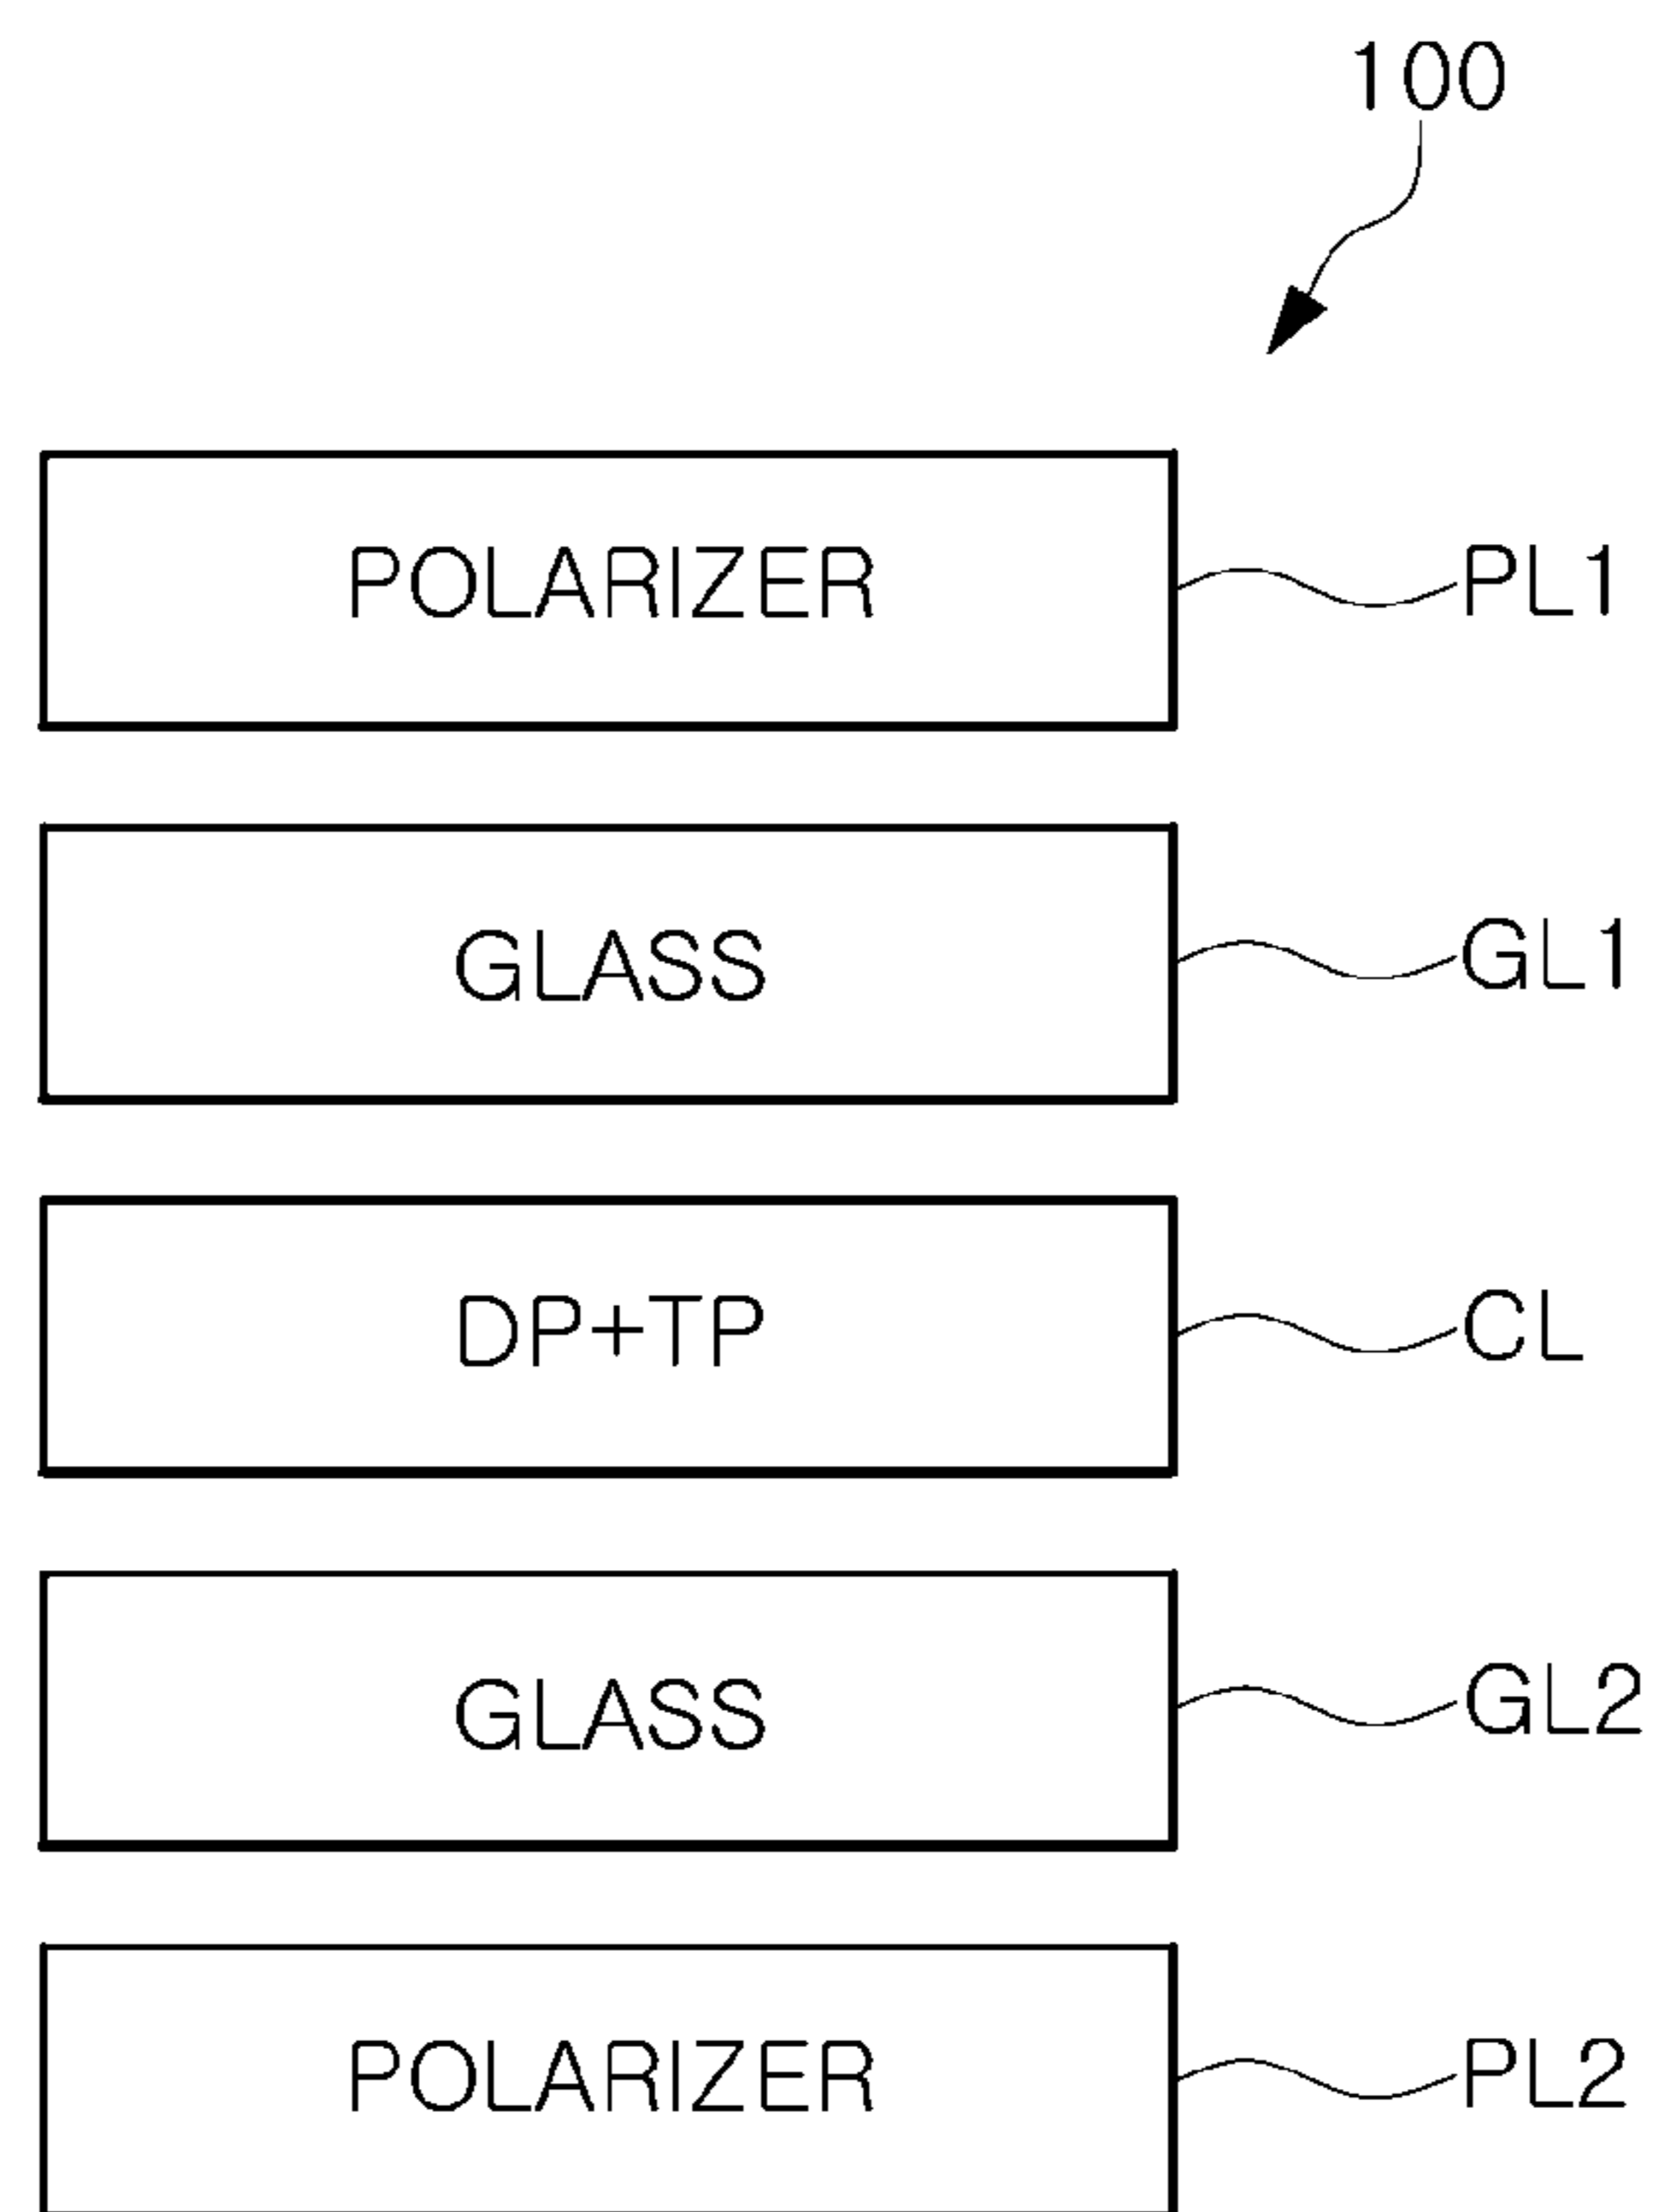 100
POLARIZER PL1
GLASS GL1
DP+TP CL
GLASS GL2
POLARIZER PL2